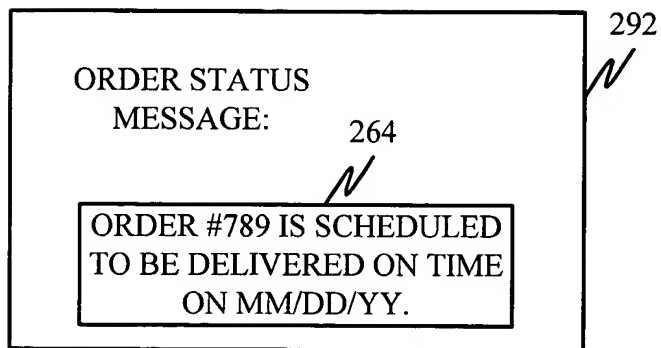 292
ORDER STATUS
MESSAGE:
264
ORDER #789 IS SCHEDULED
TO BE DELIVERED ON TIME
ON MM/DD/YY.